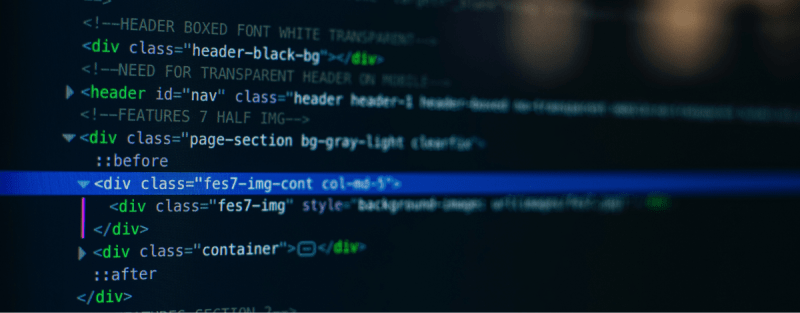 <!--HEADER BOXED FONT WHITE TRANSPARENT-->
<div class="header-black-bg"></div>
<!--NEED FOR TRANSPARENT HEADER ON MOBILE-->
<header id="nav" class="header header-1 header-boxed
<!--FEATURES 7 HALF IMG-->
<div class="page-section bg-gray-light clearfix">
::before
<div class="fes7-img-cont col-md-5">
<div class="fes7-img" style="background-image:
</div>
<div class="container">…</div>
::after
</div>